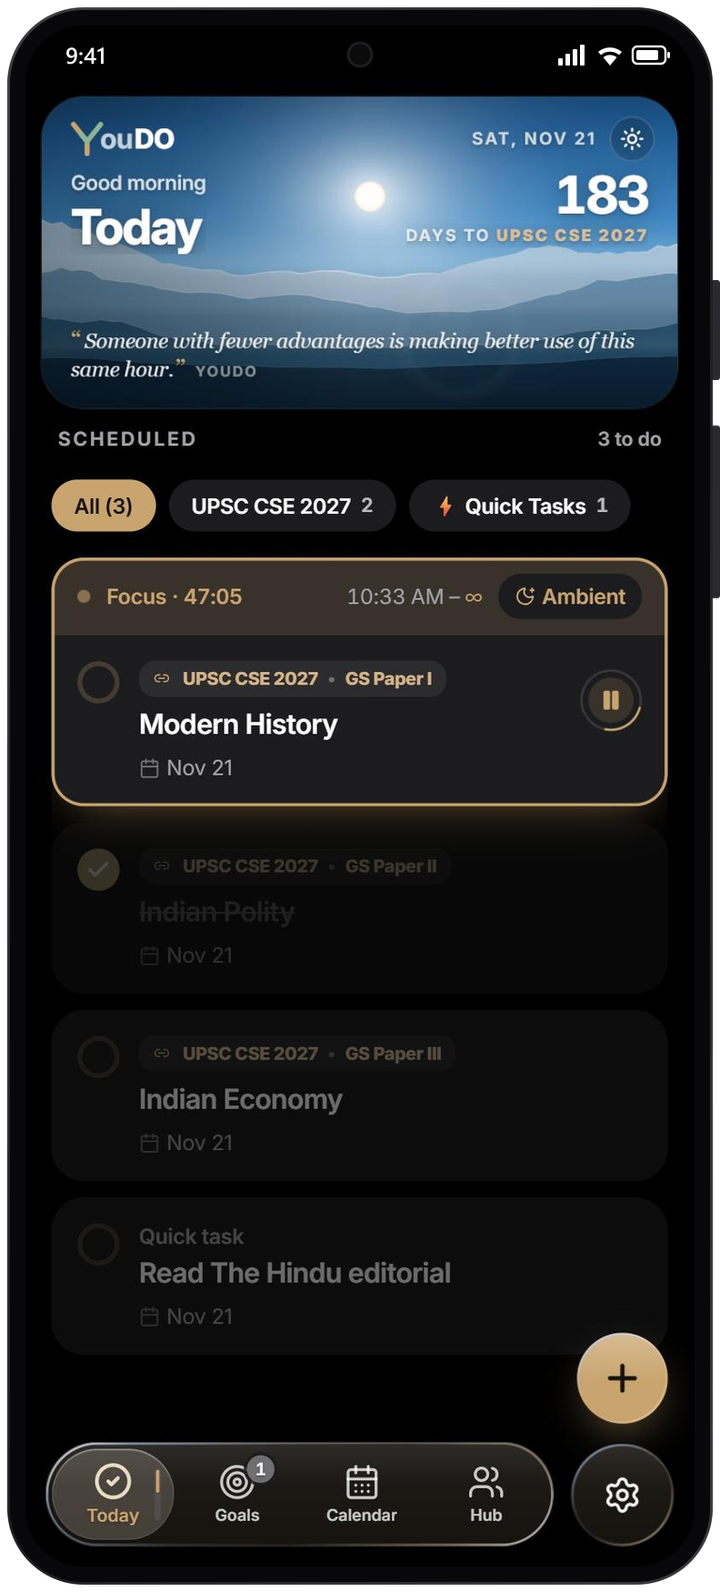 9:41
YouDO
SAT, NOV 21
Good morning
183
Today
DAYS TO UPSC CSE 2027
“ Someone with fewer advantages is making better use of this
same hour.” YOUDO
SCHEDULED 3 to do
All (3) UPSC CSE 2027 2 Quick Tasks 1
Focus · 47:05 10:33 AM – ∞ Ambient
UPSC CSE 2027 • GS Paper I
Modern History
Nov 21
UPSC CSE 2027 • GS Paper II
Indian Polity
Nov 21
UPSC CSE 2027 • GS Paper III
Indian Economy
Nov 21
Quick task
Read The Hindu editorial
Nov 21
+
1
Today Goals Calendar Hub